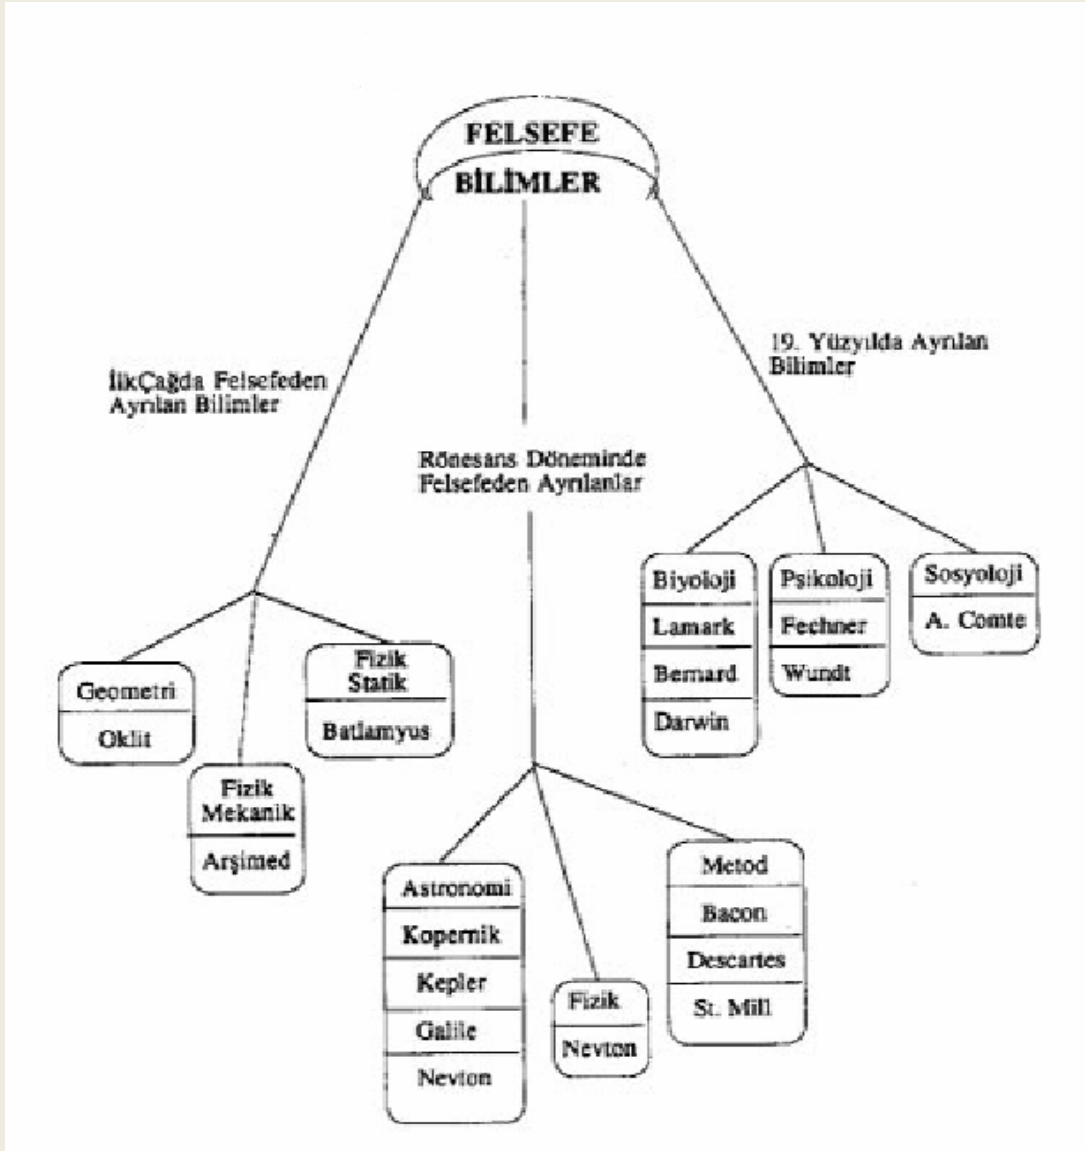 FELSEFE
BİLİMLER
İlkÇağda Felsefeden
Ayrılan Bilimler
Rönesans Döneminde
Felsefeden Ayrılanlar
19. Yüzyılda Ayrılan
Bilimler
Geometri
Oklit
Fizik
Mekanik
Arşimed
Fizik
Statik
Batlamyus
Astronomi
Kopernik
Kepler
Galile
Nevton
Fizik
Nevton
Metod
Bacon
Descartes
St. Mill
Biyoloji
Lamark
Bernard
Darwin
Psikoloji
Fechner
Wundt
Sosyoloji
A. Comte